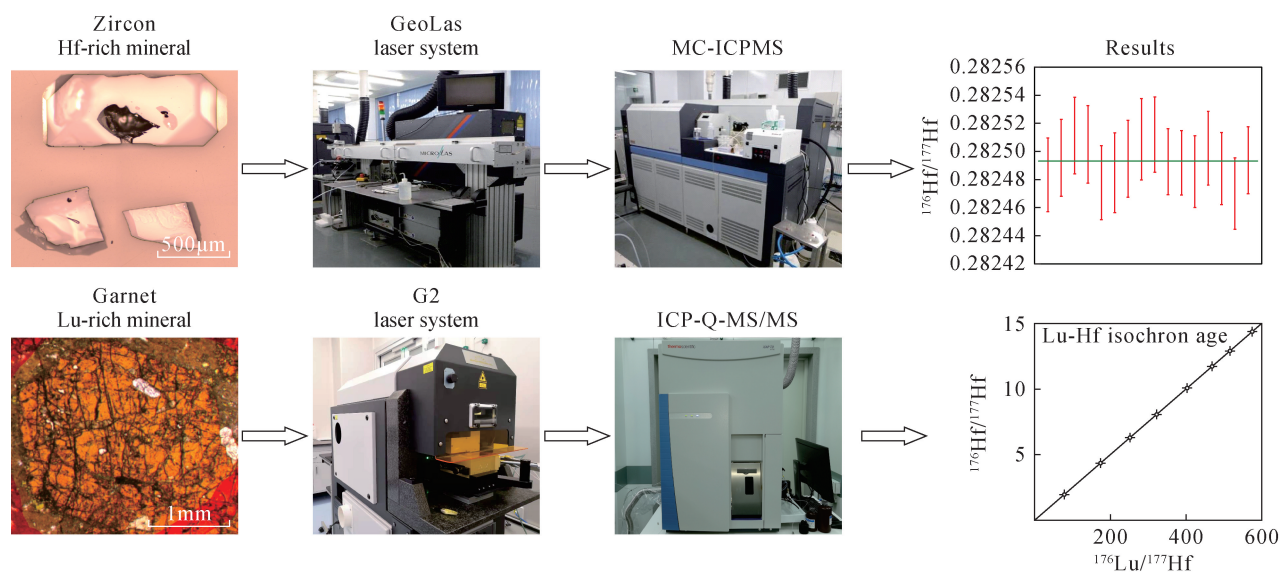 Zircon
Hf-rich mineral
GeoLas
laser system
MC-ICPMS
Results
500μm
MICROLAS
0.28256
0.28254
0.28252
0.28250
0.28248
0.28246
0.28244
0.28242
¹⁷⁶Hf/¹⁷⁷Hf
Garnet
Lu-rich mineral
G2
laser system
ICP-Q-MS/MS
1mm
Lu-Hf isochron age
15
10
5
¹⁷⁶Hf/¹⁷⁷Hf
200
400
600
¹⁷⁶Lu/¹⁷⁷Hf